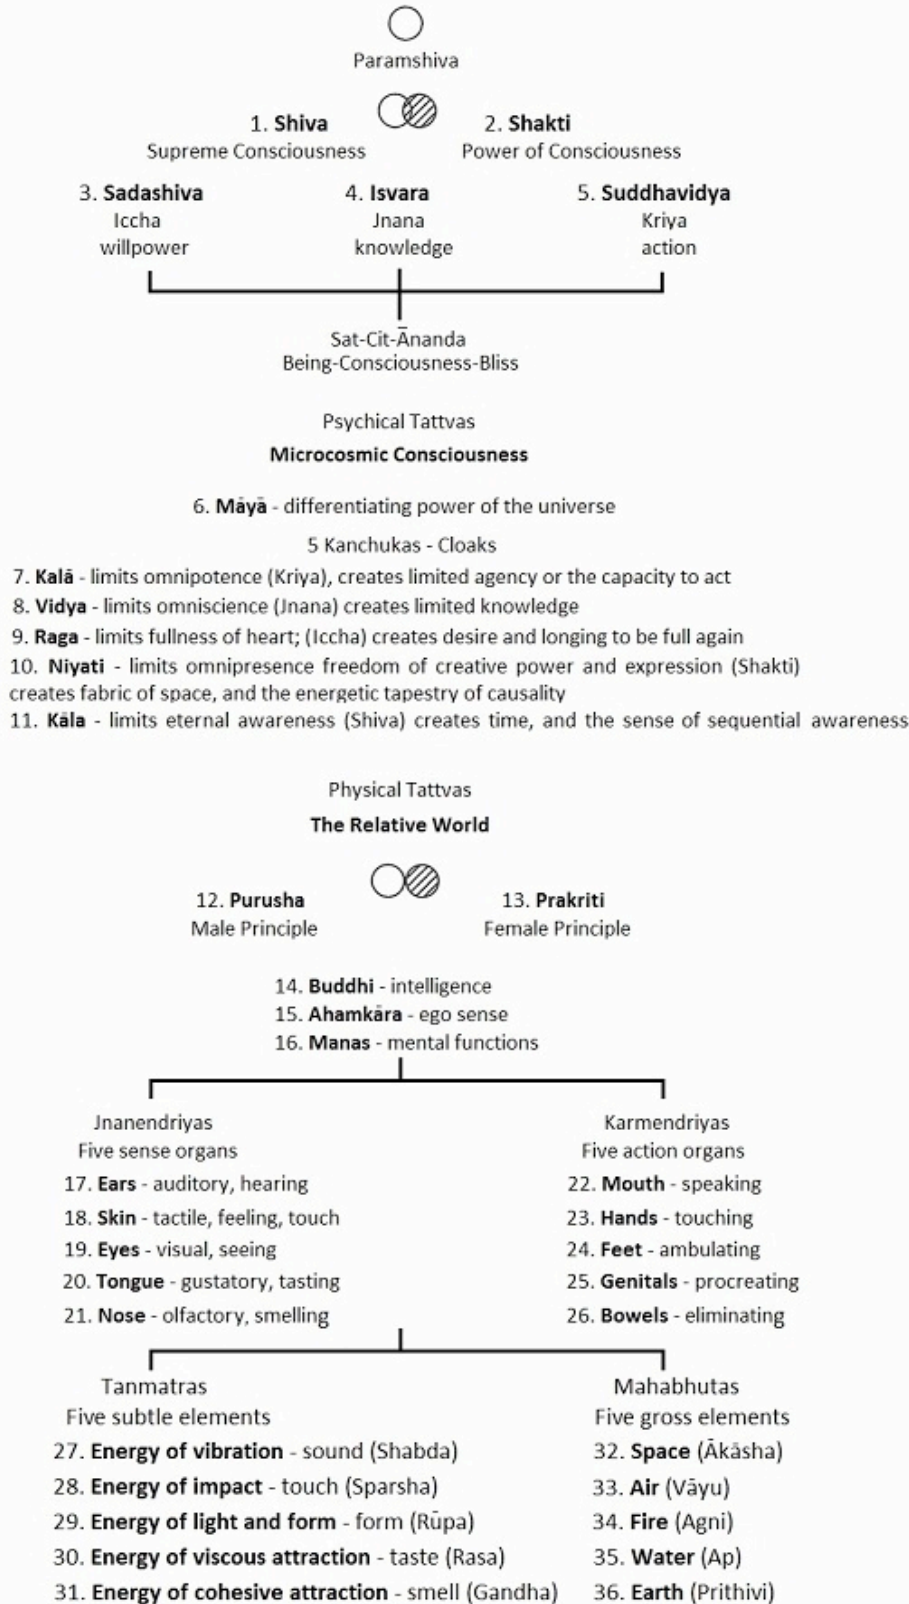 Paramshiva
1. Shiva
2. Shakti
Supreme Consciousness
Power of Consciousness
3. Sadashiva
4. Isvara
5. Suddhavidya
Iccha
Jnana
Kriya
willpower
knowledge
action
Sat-Cit-Ānanda
Being-Consciousness-Bliss
Psychical Tattvas
Microcosmic Consciousness
6. Māyā - differentiating power of the universe
5 Kanchukas - Cloaks
7. Kalā - limits omnipotence (Kriya), creates limited agency or the capacity to act
8. Vidya - limits omniscience (Jnana) creates limited knowledge
9. Raga - limits fullness of heart; (Iccha) creates desire and longing to be full again
10. Niyati - limits omnipresence freedom of creative power and expression (Shakti)
creates fabric of space, and the energetic tapestry of causality
11. Kāla - limits eternal awareness (Shiva) creates time, and the sense of sequential awareness
Physical Tattvas
The Relative World
12. Purusha
13. Prakriti
Male Principle
Female Principle
14. Buddhi - intelligence
15. Ahamkāra - ego sense
16. Manas - mental functions
Jnanendriyas
Five sense organs
17. Ears - auditory, hearing
18. Skin - tactile, feeling, touch
19. Eyes - visual, seeing
20. Tongue - gustatory, tasting
21. Nose - olfactory, smelling
Karmendriyas
Five action organs
22. Mouth - speaking
23. Hands - touching
24. Feet - ambulating
25. Genitals - procreating
26. Bowels - eliminating
Tanmatras
Five subtle elements
27. Energy of vibration - sound (Shabda)
28. Energy of impact - touch (Sparsha)
29. Energy of light and form - form (Rūpa)
30. Energy of viscous attraction - taste (Rasa)
31. Energy of cohesive attraction - smell (Gandha)
Mahabhutas
Five gross elements
32. Space (Ākāsha)
33. Air (Vāyu)
34. Fire (Agni)
35. Water (Ap)
36. Earth (Prithivi)